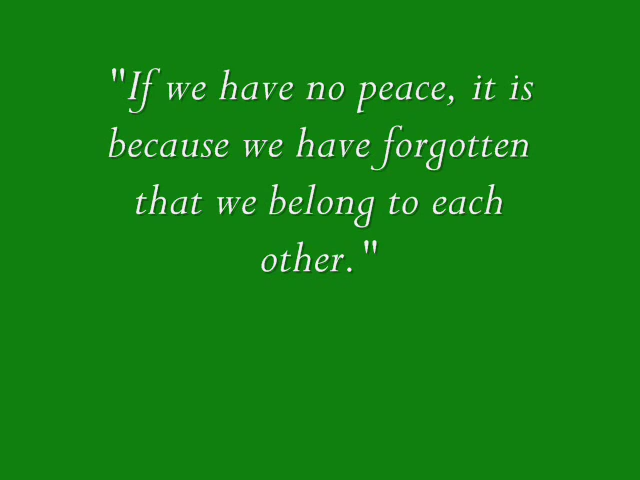 "If we have no peace, it is
because we have forgotten
that we belong to each
other."